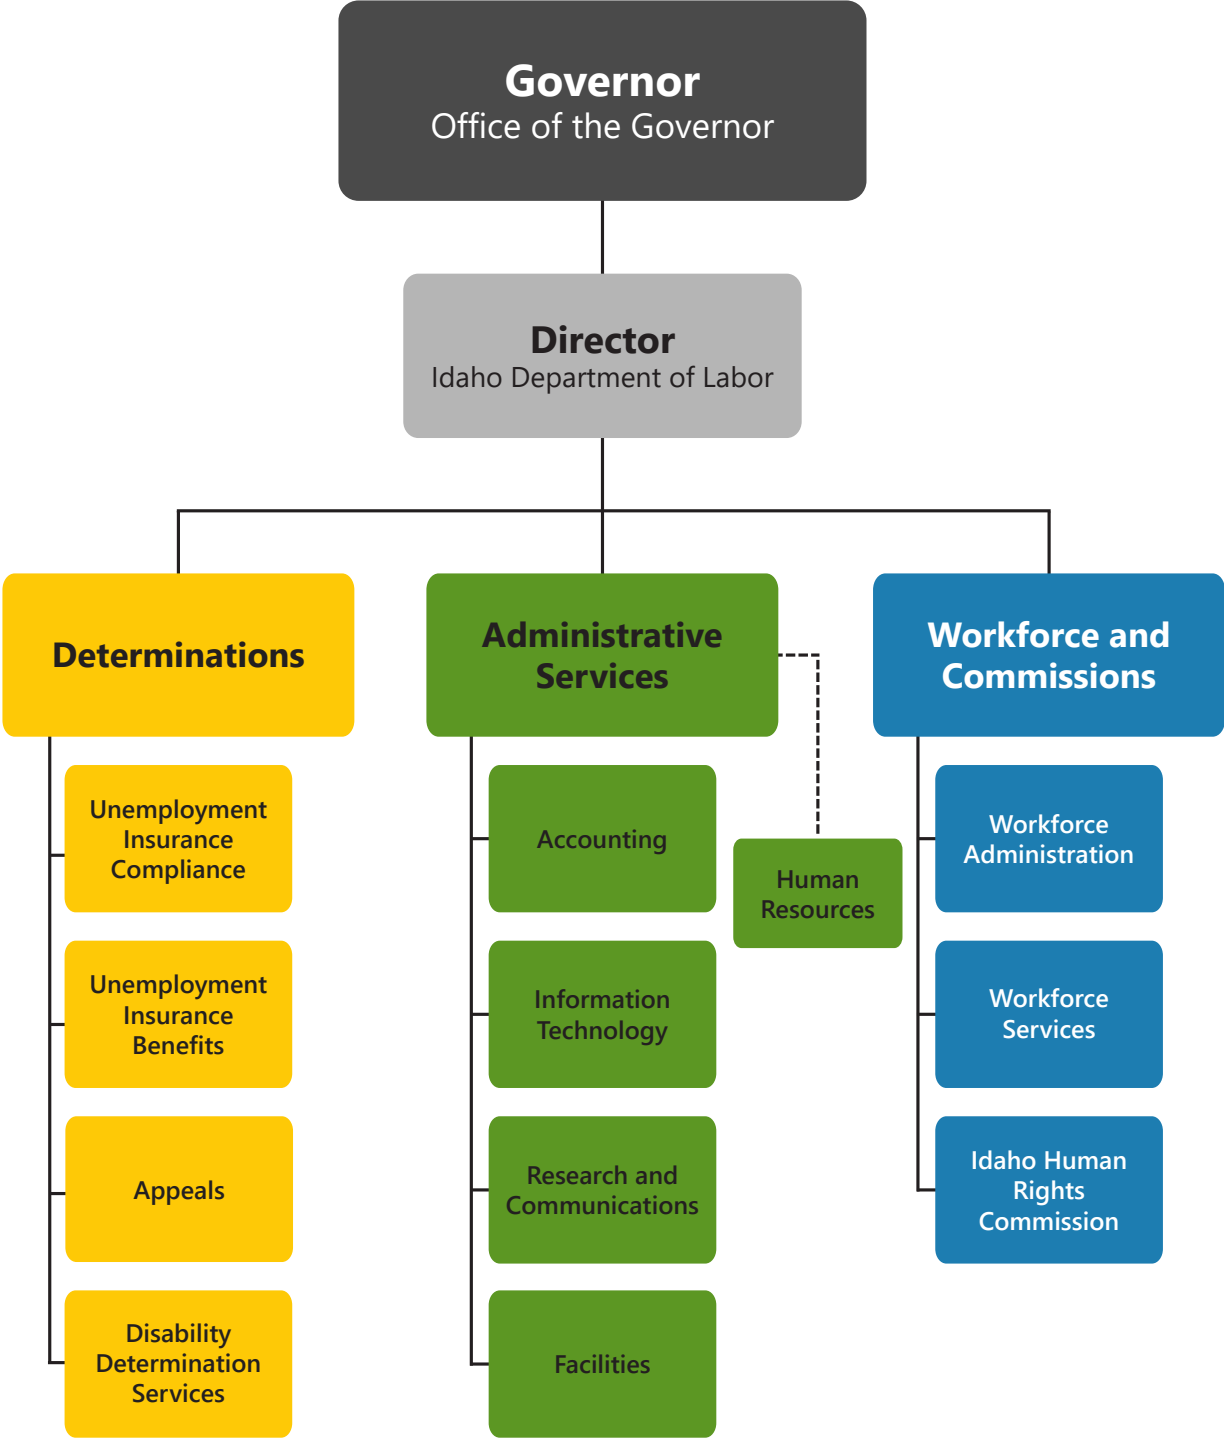 Governor
Office of the Governor
Director
Idaho Department of Labor
Determinations
Unemployment
Insurance
Compliance
Unemployment
Insurance
Benefits
Appeals
Disability
Determination
Services
Administrative
Services
Accounting
Information
Technology
Research and
Communications
Facilities
Human
Resources
Workforce and
Commissions
Workforce
Administration
Workforce
Services
Idaho Human
Rights
Commission